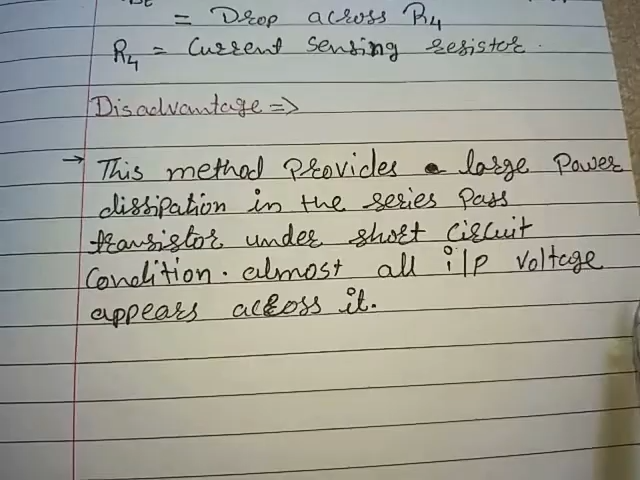 = Drop across R4
R4 = Current Sensing resistor.
Disadvantage =>
→ This method provides a large Power
dissipation in the series pass
transistor under short circuit
Condition. almost all i/p voltage
appears across it.